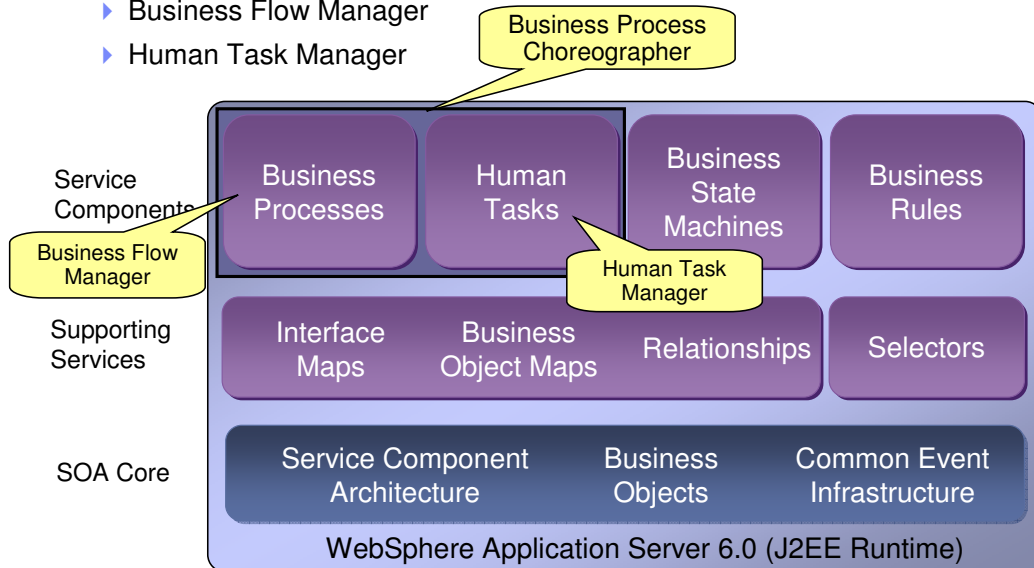 Business Flow Manager
Human Task Manager
Business Process
Choreographer
Service
Components
Business
Processes
Human
Tasks
Business
State
Machines
Business
Rules
Business Flow
Manager
Human Task
Manager
Supporting
Services
Interface
Maps
Business
Object Maps
Relationships
Selectors
SOA Core
Service Component
Architecture
Business
Objects
Common Event
Infrastructure
WebSphere Application Server 6.0 (J2EE Runtime)